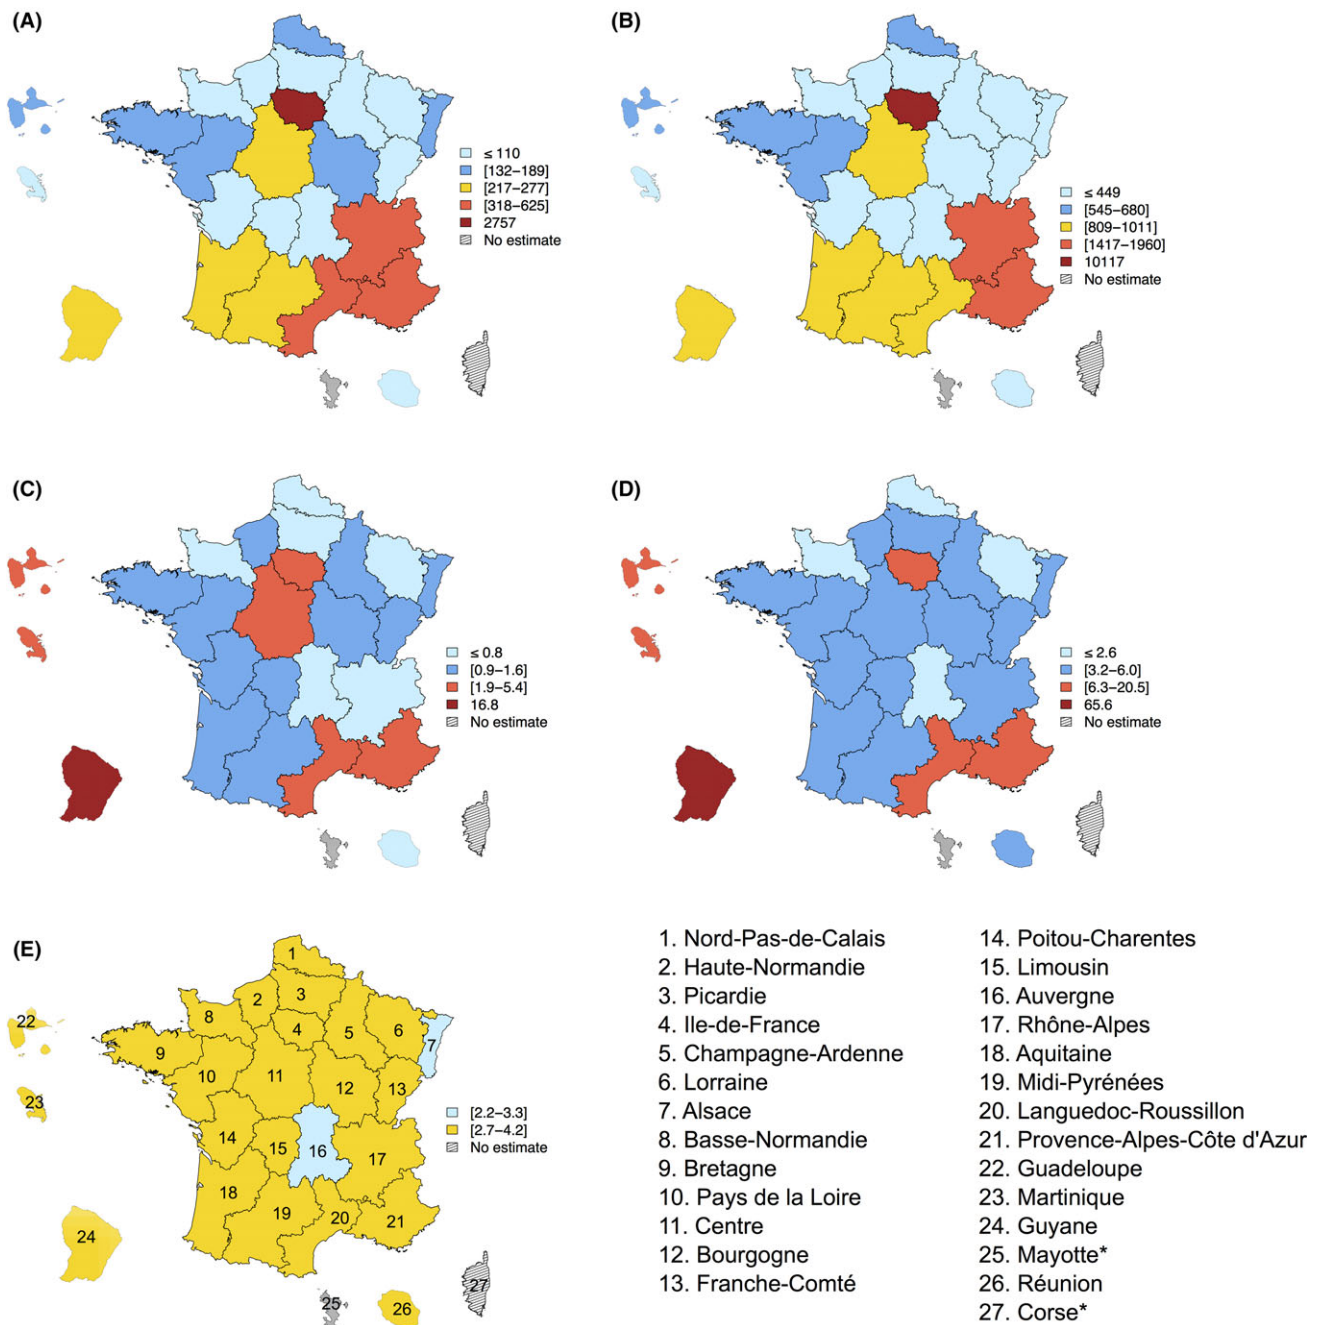 (A)
≤ 110
[132–189]
[217–277]
[318–625]
2757
No estimate
(B)
≤ 449
[545–680]
[809–1011]
[1417–1960]
10117
No estimate
(C)
≤ 0.8
[0.9–1.6]
[1.9–5.4]
16.8
No estimate
(D)
≤ 2.6
[3.2–6.0]
[6.3–20.5]
65.6
No estimate
(E)
1
2
3
4
5
6
7
8
9
10
11
12
13
14
15
16
17
18
19
20
21
22
23
24
25
26
27
[2.2–3.3]
[2.7–4.2]
No estimate
1. Nord-Pas-de-Calais
2. Haute-Normandie
3. Picardie
4. Ile-de-France
5. Champagne-Ardenne
6. Lorraine
7. Alsace
8. Basse-Normandie
9. Bretagne
10. Pays de la Loire
11. Centre
12. Bourgogne
13. Franche-Comté
14. Poitou-Charentes
15. Limousin
16. Auvergne
17. Rhône-Alpes
18. Aquitaine
19. Midi-Pyrénées
20. Languedoc-Roussillon
21. Provence-Alpes-Côte d'Azur
22. Guadeloupe
23. Martinique
24. Guyane
25. Mayotte*
26. Réunion
27. Corse*